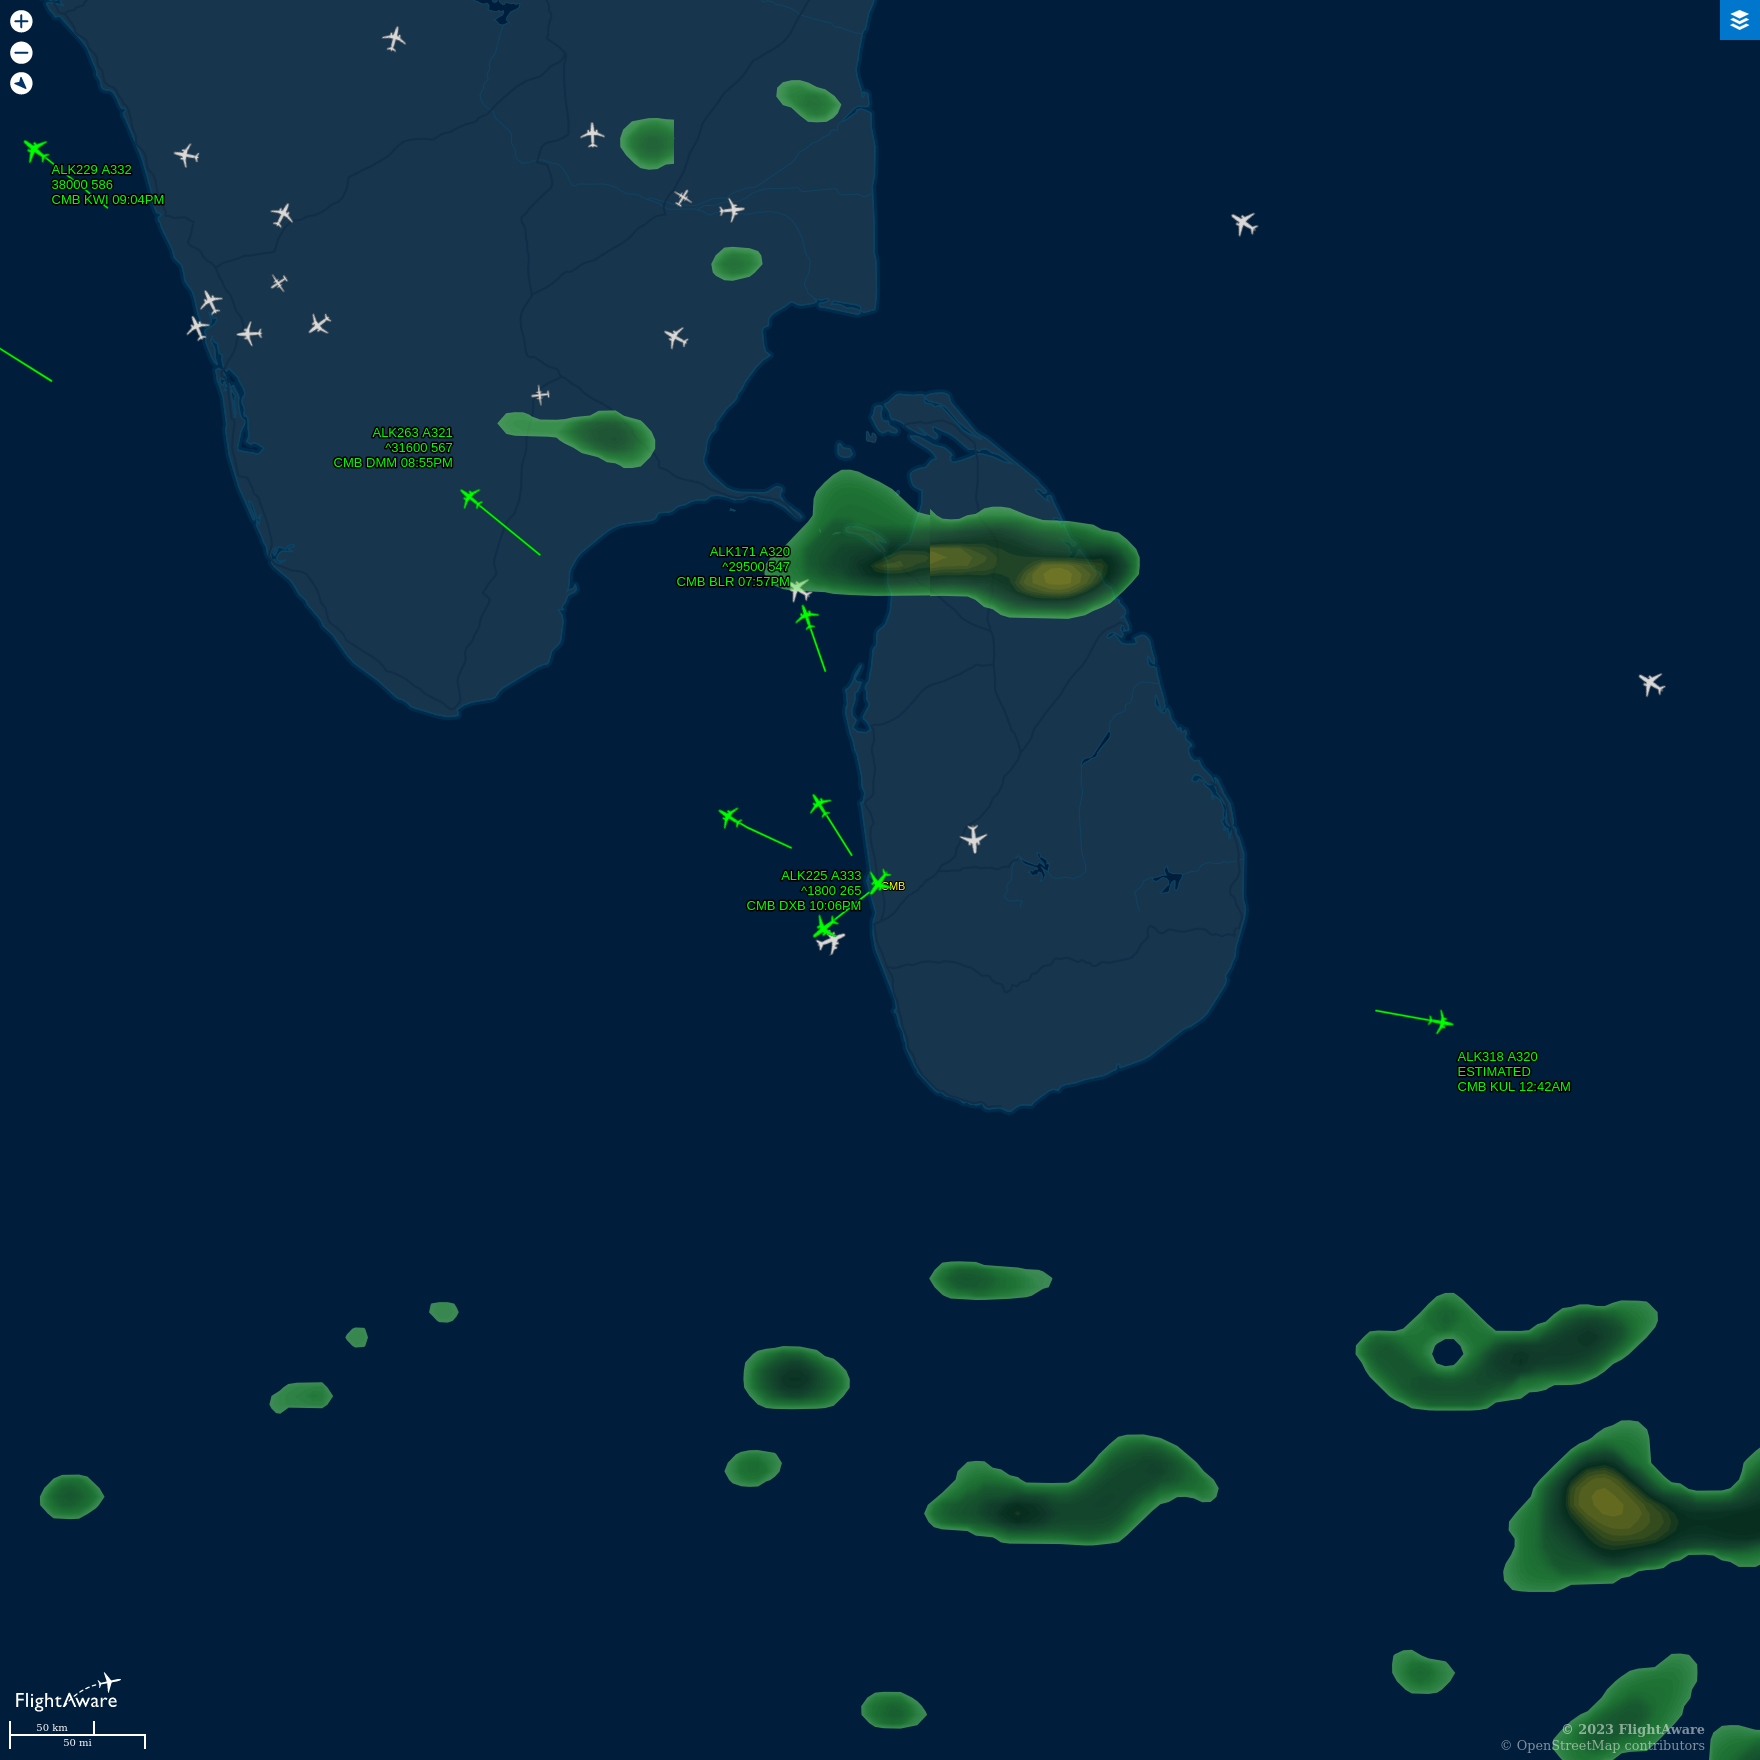 ALK229 A332
38000 586
CMB KWI 09:04PM
ALK263 A321
^31600 567
CMB DMM 08:55PM
ALK171 A320
^29500 547
CMB BLR 07:57PM
ALK225 A333
^1800 265
CMB DXB 10:06PM
CMB
ALK318 A320
ESTIMATED
CMB KUL 12:42AM
FlightAware
50 km
50 mi
© 2023 FlightAware
© OpenStreetMap contributors